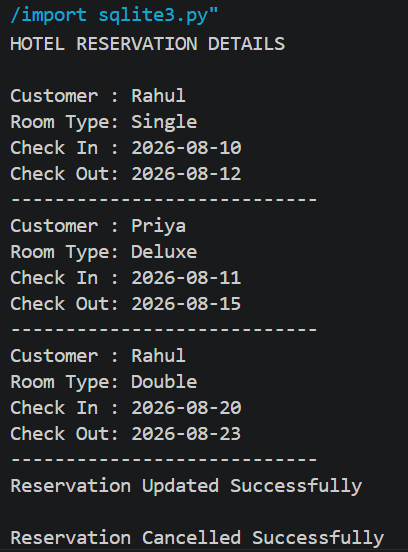 /import sqlite3.py"
HOTEL RESERVATION DETAILS
Customer : Rahul
Room Type: Single
Check In : 2026-08-10
Check Out: 2026-08-12
----------------------------
Customer : Priya
Room Type: Deluxe
Check In : 2026-08-11
Check Out: 2026-08-15
----------------------------
Customer : Rahul
Room Type: Double
Check In : 2026-08-20
Check Out: 2026-08-23
----------------------------
Reservation Updated Successfully
Reservation Cancelled Successfully